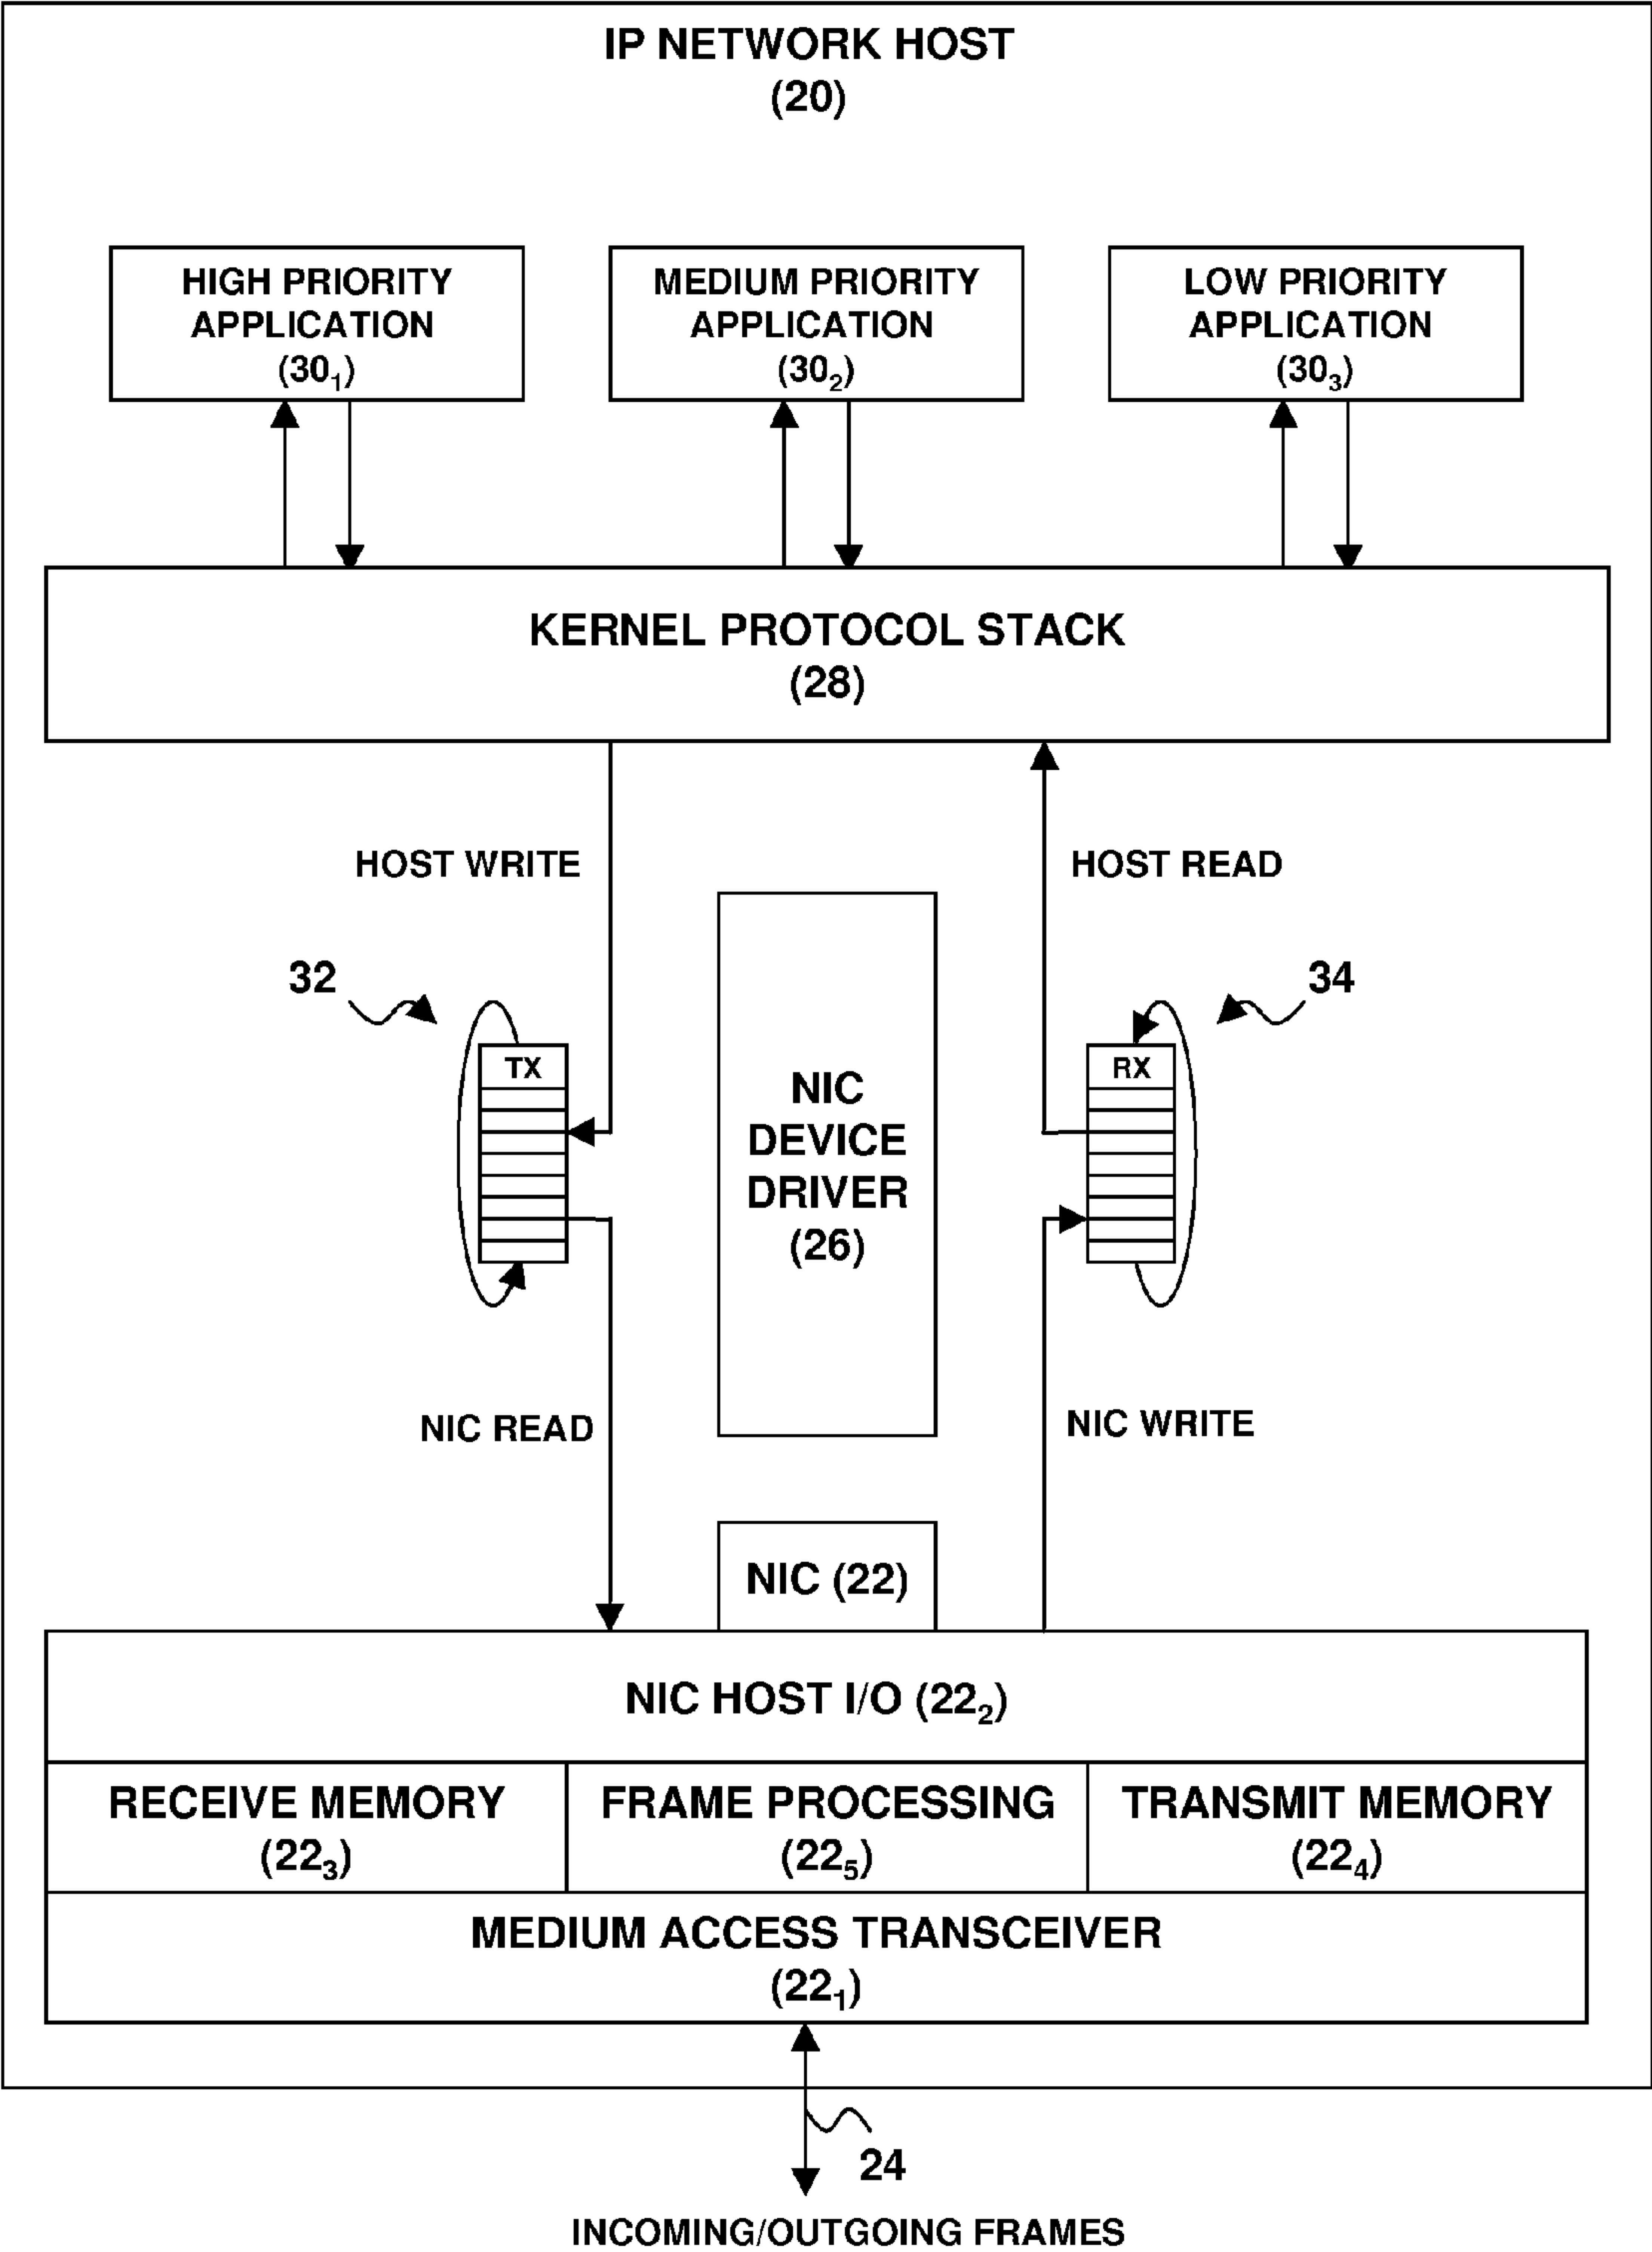 IP NETWORK HOST
(20)
HIGH PRIORITY
APPLICATION
(30₁)
MEDIUM PRIORITY
APPLICATION
(30₂)
LOW PRIORITY
APPLICATION
(30₃)
KERNEL PROTOCOL STACK
(28)
HOST WRITE
HOST READ
32
34
TX
RX
NIC
DEVICE
DRIVER
(26)
NIC READ
NIC WRITE
NIC (22)
NIC HOST I/O (22₂)
RECEIVE MEMORY
(22₃)
FRAME PROCESSING
(22₅)
TRANSMIT MEMORY
(22₄)
MEDIUM ACCESS TRANSCEIVER
(22₁)
24
INCOMING/OUTGOING FRAMES